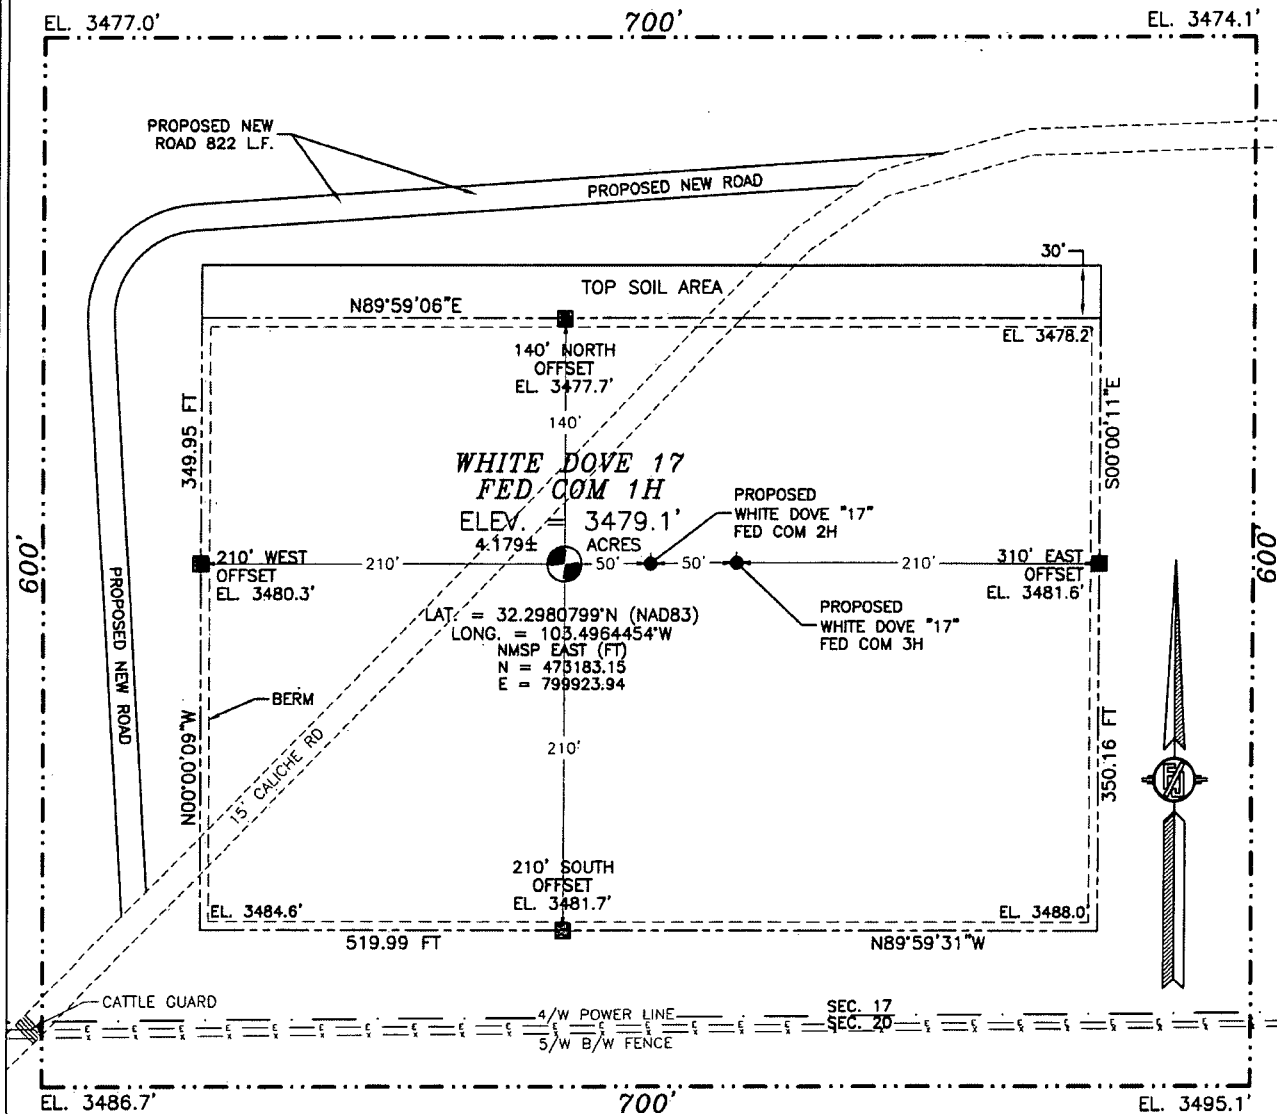 EL. 3477.0'
700'
EL. 3474.1'
PROPOSED NEW
ROAD 822 L.F.
PROPOSED NEW ROAD
30'
TOP SOIL AREA
N89°59'06"E
EL. 3478.2'
140' NORTH
OFFSET
EL. 3477.7'
349.95 FT
140'
S00°00'11"E
WHITE DOVE 17
FED COM 1H
ELEV. = 3479.1'
4.179± ACRES
PROPOSED
WHITE DOVE "17"
FED COM 2H
600'
210' WEST
OFFSET
EL. 3480.3'
210'
50'
50'
210'
310' EAST
OFFSET
EL. 3481.6'
600'
PROPOSED
WHITE DOVE "17"
FED COM 3H
LAT. = 32.2980799°N (NAD83)
LONG. = 103.4964454°W
NMSP EAST (FT)
N = 473183.15
E = 799923.94
PROPOSED NEW ROAD
BERM
N00°00'09"W
15' CALICHE RD
210'
350.16 FT
210' SOUTH
OFFSET
EL. 3481.7'
EL. 3484.6'
EL. 3488.0'
519.99 FT
N89°59'31"W
CATTLE GUARD
4/W POWER LINE
SEC. 17
SEC. 20
5/W B/W FENCE
EL. 3486.7'
700'
EL. 3495.1'